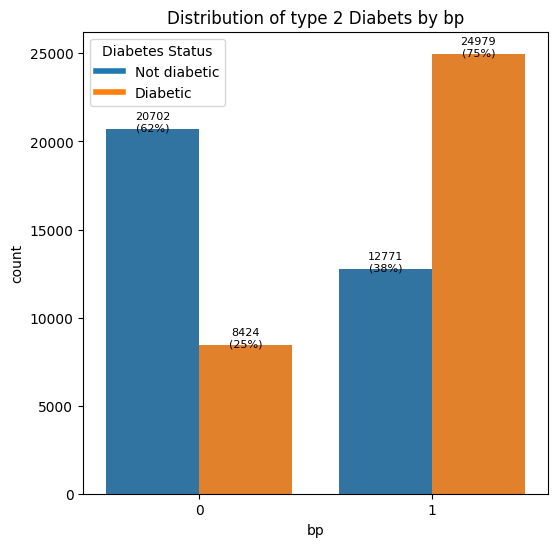 Distribution of type 2 Diabets by bp
Diabetes Status
Not diabetic
Diabetic
24979
(75%)
20702
(62%)
12771
(38%)
8424
(25%)
25000
20000
15000
10000
5000
0
count
0
1
bp